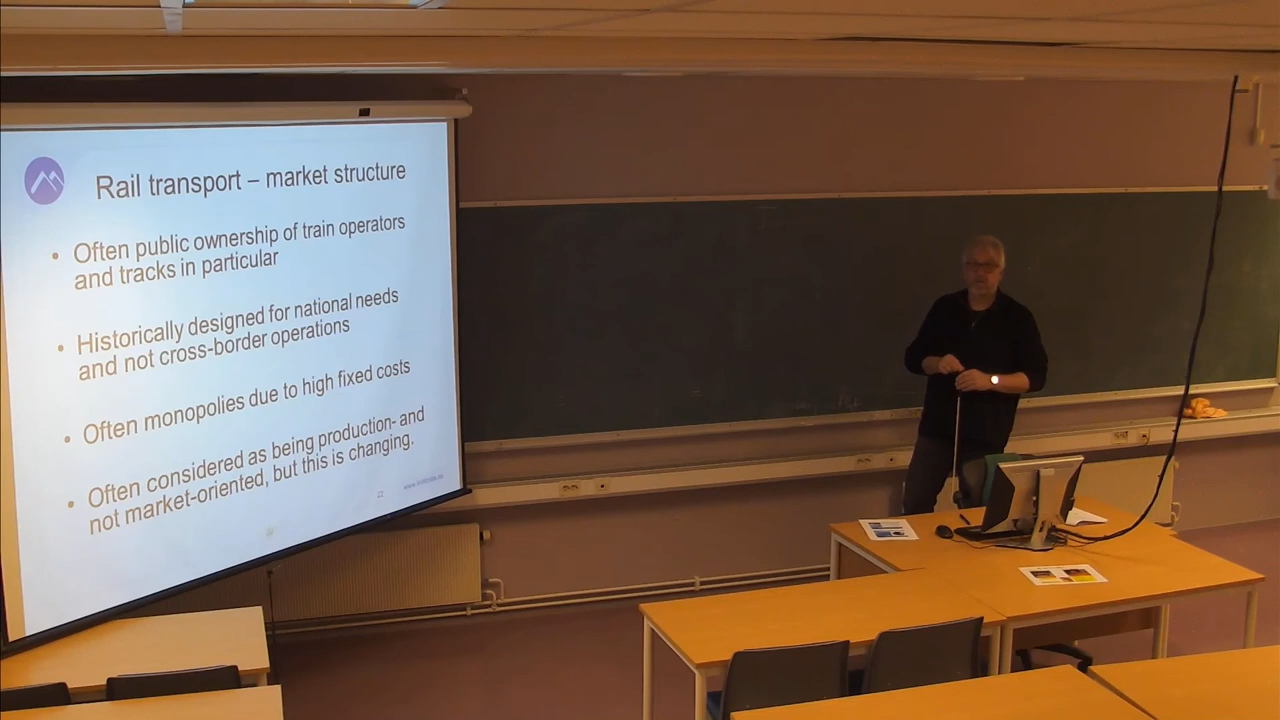 Rail transport – market structure
• Often public ownership of train operators
and tracks in particular
• Historically designed for national needs
and not cross-border operations
• Often monopolies due to high fixed costs
• Often considered as being production- and
not market-oriented, but this is changing.